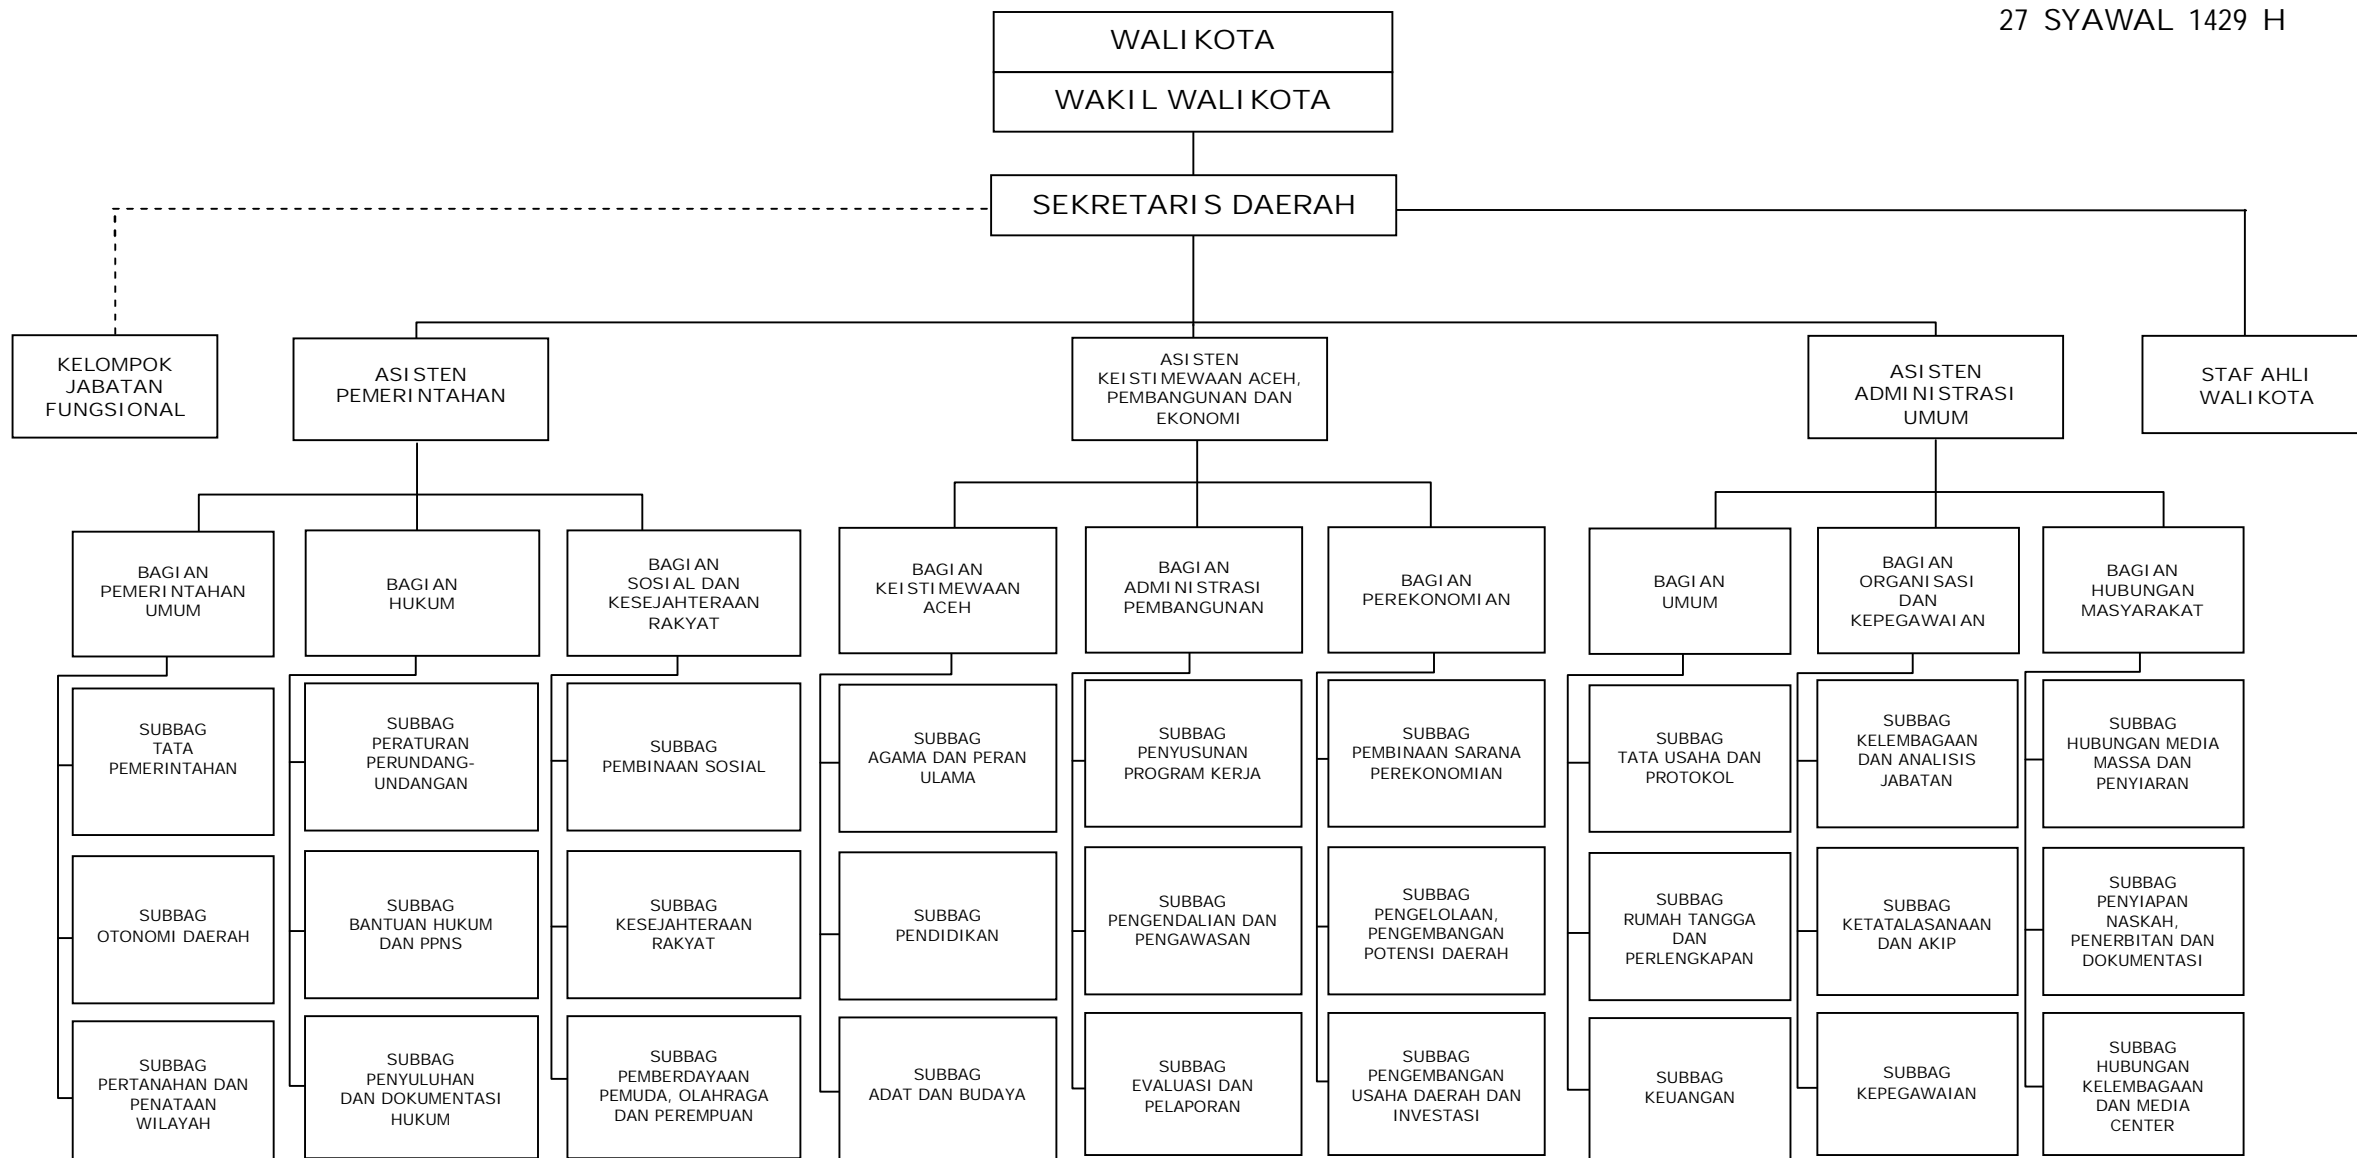 27 SYAWAL 1429 H
WALIKOTA
WAKIL WALIKOTA
SEKRETARIS DAERAH
KELOMPOK
JABATAN
FUNGSIONAL
ASISTEN
PEMERINTAHAN
ASISTEN
KEISTIMEWAAN ACEH,
PEMBANGUNAN DAN
EKONOMI
ASISTEN
ADMINISTRASI
UMUM
STAF AHLI
WALIKOTA
BAGIAN
PEMERINTAHAN
UMUM
BAGIAN
HUKUM
BAGIAN
SOSIAL DAN
KESEJAHTERAAN
RAKYAT
BAGIAN
KEISTIMEWAAN
ACEH
BAGIAN
ADMINISTRASI
PEMBANGUNAN
BAGIAN
PEREKONOMIAN
BAGIAN
UMUM
BAGIAN
ORGANISASI
DAN
KEPEGAWAIAN
BAGIAN
HUBUNGAN
MASYARAKAT
SUBBAG
TATA
PEMERINTAHAN
SUBBAG
PERATURAN
PERUNDANG-
UNDANGAN
SUBBAG
PEMBINAAN SOSIAL
SUBBAG
AGAMA DAN PERAN
ULAMA
SUBBAG
PENYUSUNAN
PROGRAM KERJA
SUBBAG
PEMBINAAN SARANA
PEREKONOMIAN
SUBBAG
TATA USAHA DAN
PROTOKOL
SUBBAG
KELEMBAGAAN
DAN ANALISIS
JABATAN
SUBBAG
HUBUNGAN MEDIA
MASSA DAN
PENYIARAN
SUBBAG
OTONOMI DAERAH
SUBBAG
BANTUAN HUKUM
DAN PPNS
SUBBAG
KESEJAHTERAAN
RAKYAT
SUBBAG
PENDIDIKAN
SUBBAG
PENGENDALIAN DAN
PENGAWASAN
SUBBAG
PENGELOLAAN,
PENGEMBANGAN
POTENSI DAERAH
SUBBAG
RUMAH TANGGA
DAN
PERLENGKAPAN
SUBBAG
KETATALASANAAN
DAN AKIP
SUBBAG
PENYIAPAN
NASKAH,
PENERBITAN DAN
DOKUMENTASI
SUBBAG
PERTANAHAN DAN
PENATAAN
WILAYAH
SUBBAG
PENYULUHAN
DAN DOKUMENTASI
HUKUM
SUBBAG
PEMBERDAYAAN
PEMUDA, OLAHRAGA
DAN PEREMPUAN
SUBBAG
ADAT DAN BUDAYA
SUBBAG
EVALUASI DAN
PELAPORAN
SUBBAG
PENGEMBANGAN
USAHA DAERAH DAN
INVESTASI
SUBBAG
KEUANGAN
SUBBAG
KEPEGAWAIAN
SUBBAG
HUBUNGAN
KELEMBAGAAN
DAN MEDIA
CENTER